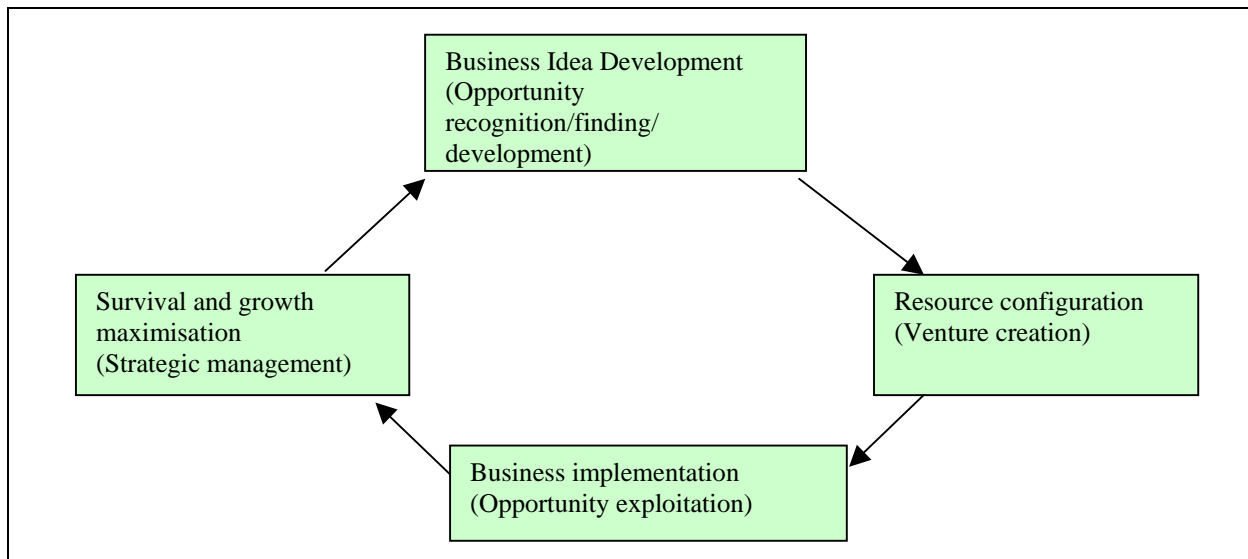 Business Idea Development
(Opportunity
recognition/finding/
development)
Survival and growth
maximisation
(Strategic management)
Resource configuration
(Venture creation)
Business implementation
(Opportunity exploitation)